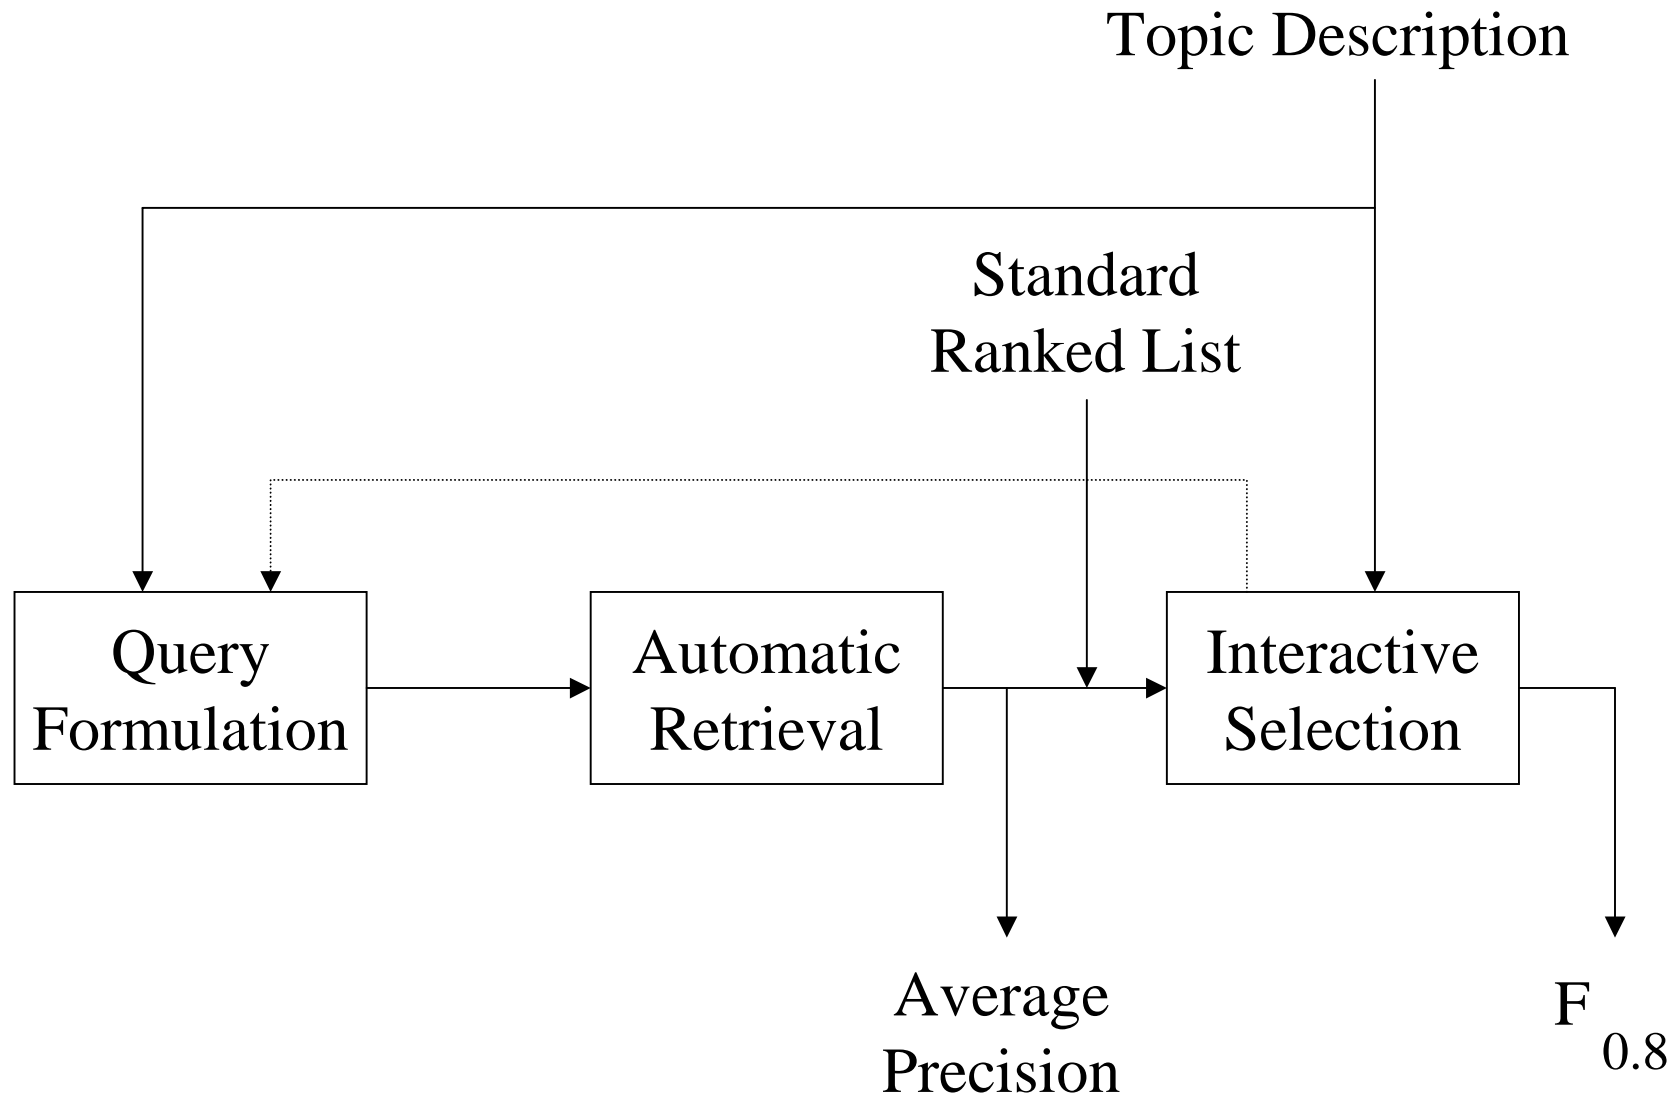 Topic Description
Standard
Ranked List
Query
Formulation
Automatic
Retrieval
Interactive
Selection
Average
Precision
F 0.8